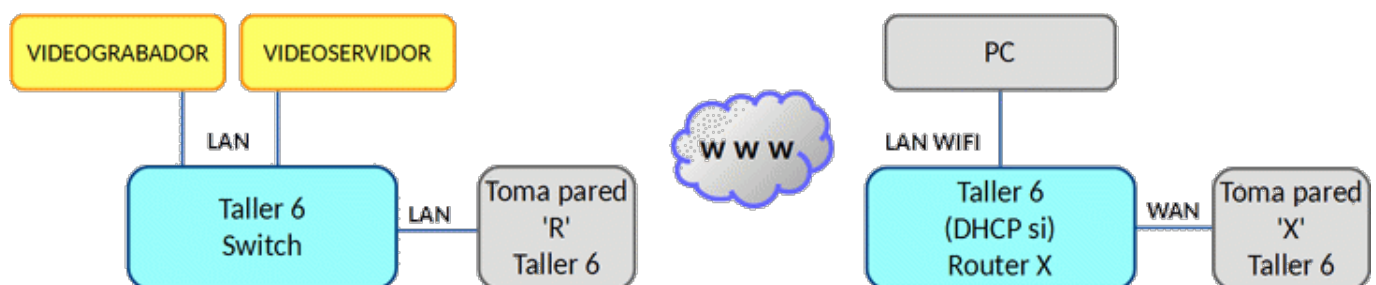 VIDEOGRABADOR
VIDEOSERVIDOR
LAN
Taller 6
Switch
LAN
Toma pared
'R'
Taller 6
W W W
PC
LAN WIFI
Taller 6
(DHCP si)
Router X
WAN
Toma pared
'X'
Taller 6